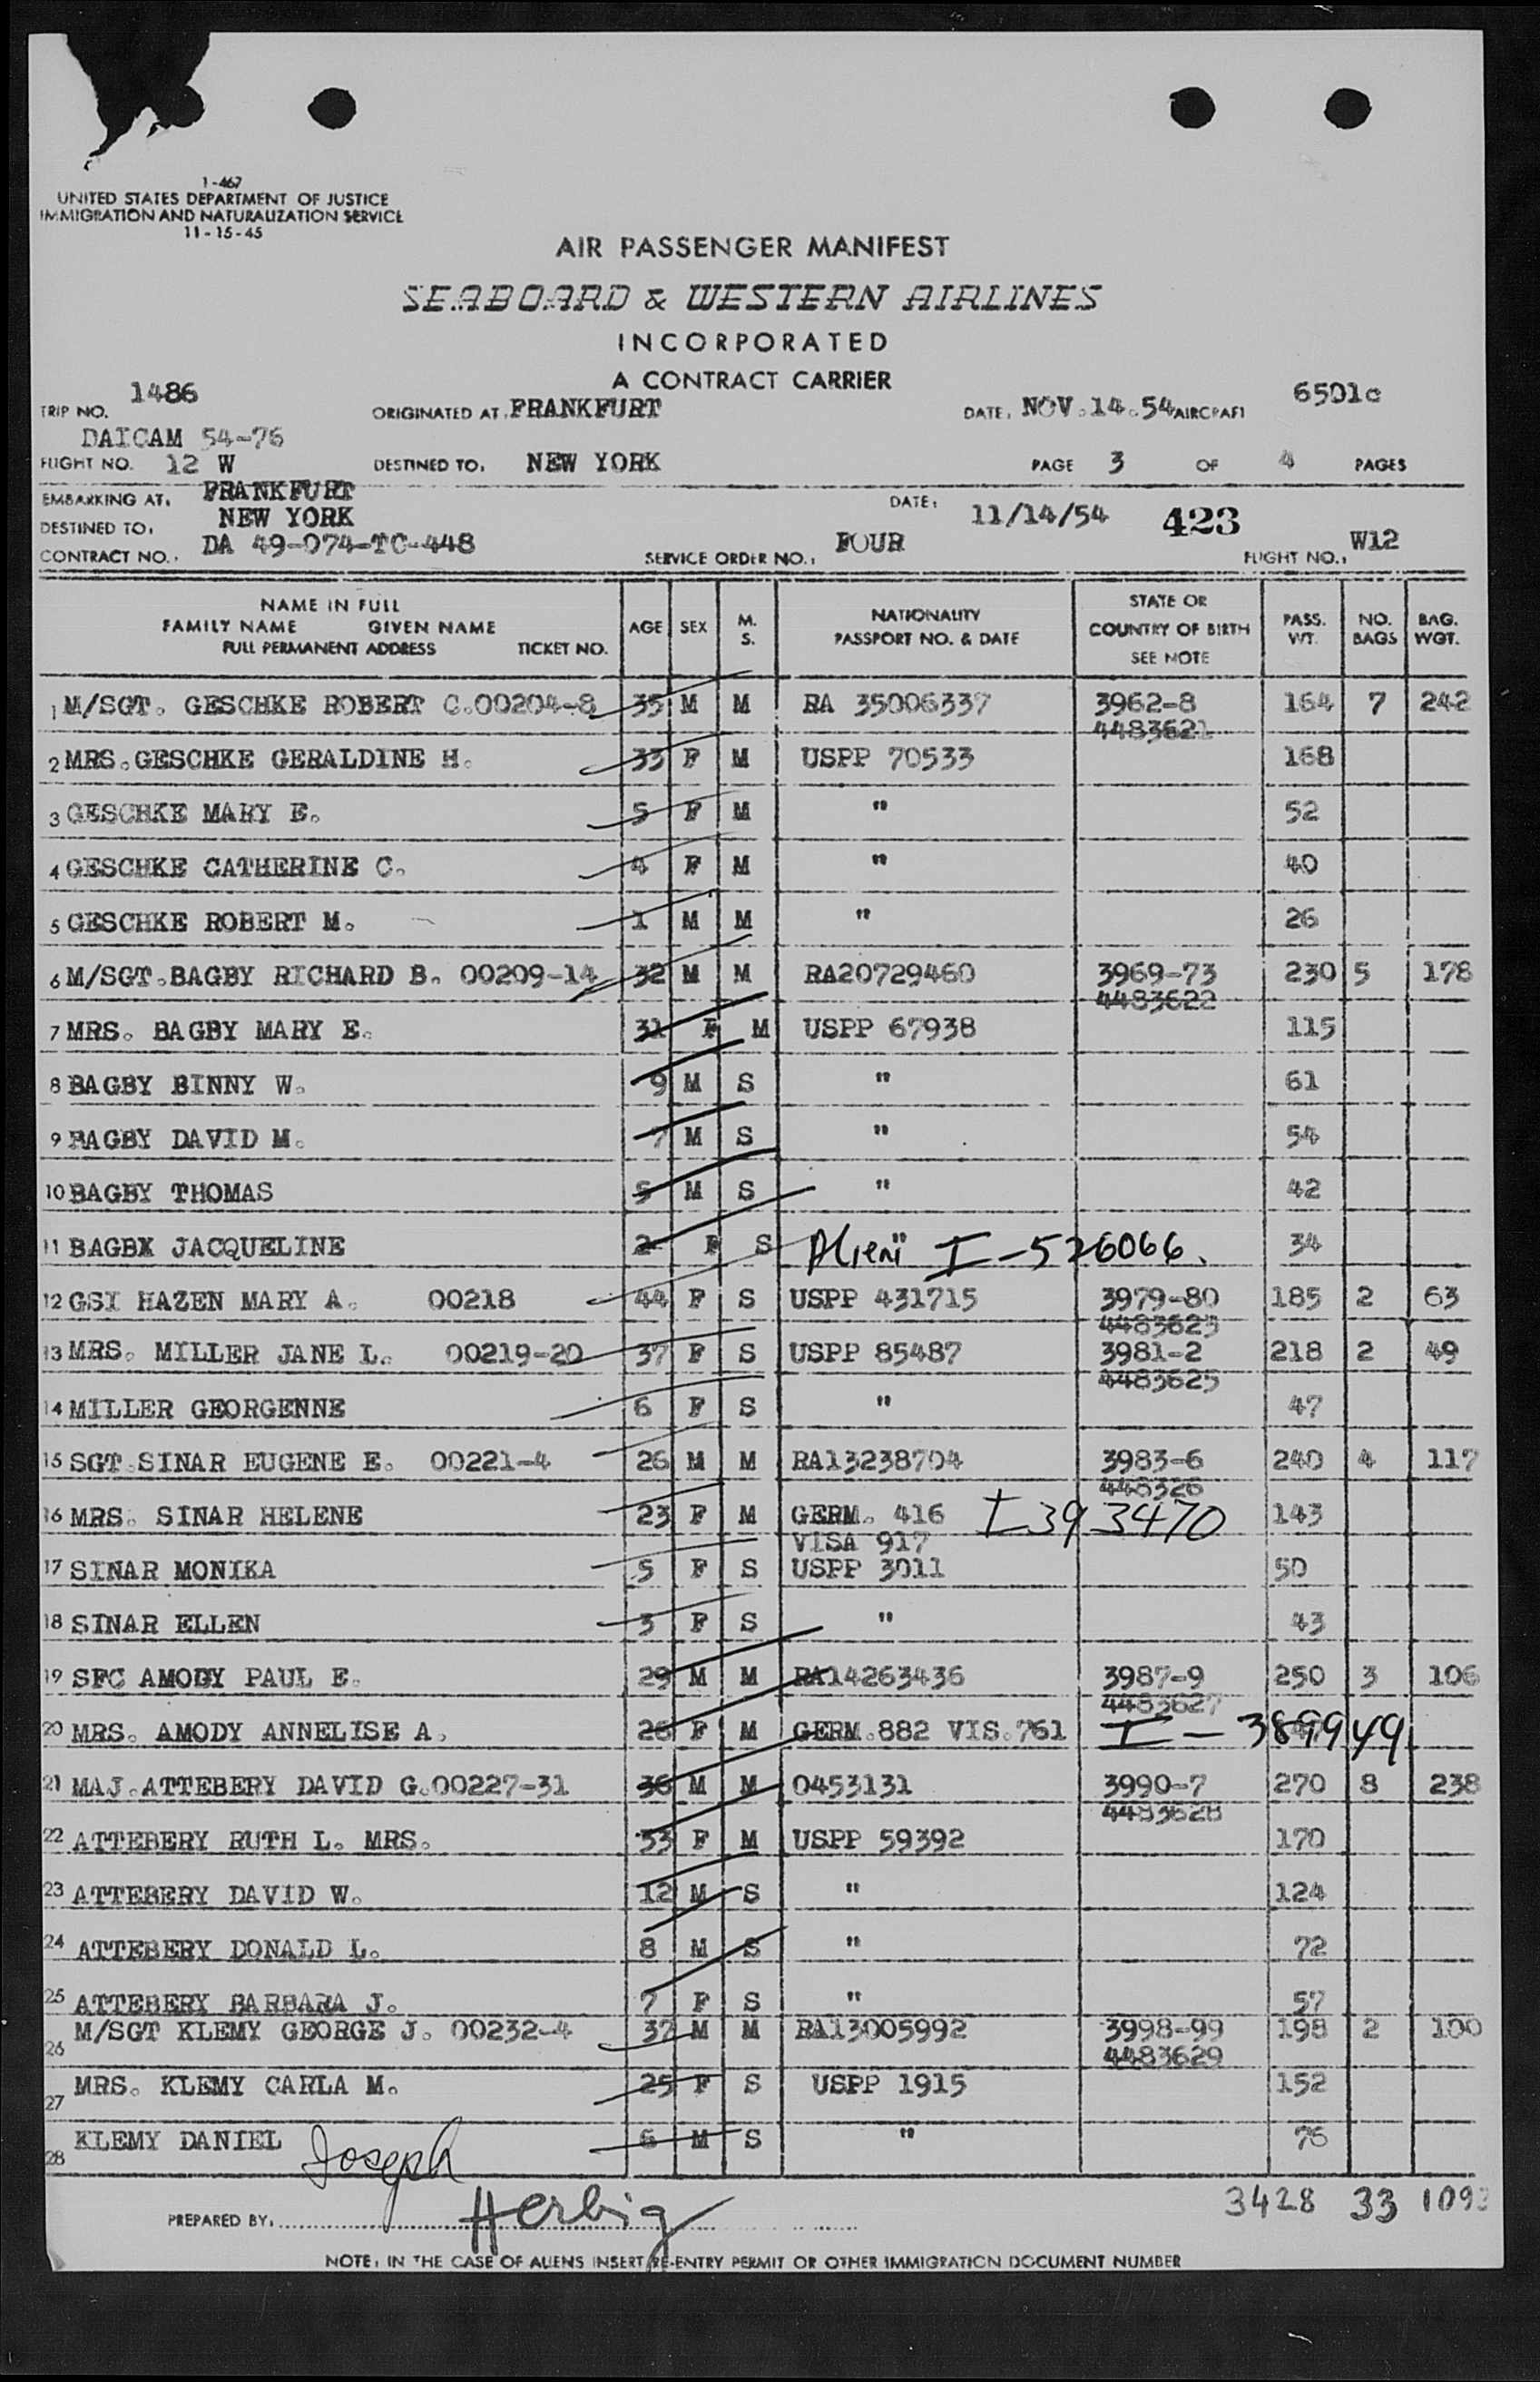 1-467
UNITED STATES DEPARTMENT OF JUSTICE
IMMIGRATION AND NATURALIZATION SERVICE
11-15-45
AIR PASSENGER MANIFEST
SEABOARD & WESTERN AIRLINES
INCORPORATED
A CONTRACT CARRIER
TRIP NO. 1486 ORIGINATED AT. FRANKFURT DATE. NOV.14.54 AIRCRAFT 6501c
DAICAM 54-76
FLIGHT NO. 12 W DESTINED TO. NEW YORK PAGE 3 OF 4 PAGES
EMBARKING AT. FRANKFURT DATE. 11/14/54 423
DESTINED TO. NEW YORK
CONTRACT NO. DA 49-074-TC-448 SERVICE ORDER NO. FOUR FLIGHT NO. W12
NAME IN FULL
FAMILY NAME GIVEN NAME
FULL PERMANENT ADDRESS TICKET NO. AGE SEX M. S. NATIONALITY PASSPORT NO. & DATE STATE OR COUNTRY OF BIRTH SEE NOTE PASS. WT. NO. BAGS BAG. WGT.
1 M/SGT. GESCHKE ROBERT C. 00204-8 35 M M RA 35006337 3962-8 164 7 242
4483621
2 MRS. GESCHKE GERALDINE H. 33 F M USPP 70533 168
3 GESCHKE MARY E. 5 F M " 52
4 GESCHKE CATHERINE C. 4 F M " 40
5 GESCHKE ROBERT M. 1 M M " 26
6 M/SGT. BAGBY RICHARD B. 00209-14 32 M M RA20729460 3969-73 230 5 178
4483622
7 MRS. BAGBY MARY E. 31 F M USPP 67938 115
8 BAGBY BINNY W. 9 M S " 61
9 BAGBY DAVID M. 7 M S " 54
10 BAGBY THOMAS 5 M S " 42
11 BAGBX JACQUELINE 2 F S Alien " I-526066. 34
12 GSI HAZEN MARY A. 00218 44 F S USPP 431715 3979-80 185 2 63
4483623
13 MRS. MILLER JANE L. 00219-20 37 F S USPP 85487 3981-2 218 2 49
4483625
14 MILLER GEORGENNE 6 F S " 47
15 SGT SINAR EUGENE E. 00221-4 26 M M RA13238704 3983-6 240 4 117
448326
16 MRS. SINAR HELENE 23 F M GERM. 416 I 393470 143
VISA 917
17 SINAR MONIKA 5 F S USPP 3011 50
18 SINAR ELLEN 3 F S " 43
19 SFC AMODY PAUL E. 29 M M RA14263436 3987-9 250 3 106
4483627
20 MRS. AMODY ANNELISE A. 26 F M GERM.882 VIS.761 I-389949
21 MAJ. ATTEBERY DAVID G. 00227-31 36 M M 0453131 3990-7 270 8 238
4483628
22 ATTEBERY RUTH L. MRS. 33 F M USPP 59392 170
23 ATTEBERY DAVID W. 12 M S " 124
24 ATTEBERY DONALD L. 8 M S " 72
25 ATTEBERY BARBARA J. 7 F S " 57
26 M/SGT KLEMY GEORGE J. 00232-4 37 M M RA13005992 3998-99 198 2 100
4483629
27 MRS. KLEMY CARLA M. 25 F S USPP 1915 152
28 KLEMY DANIEL Joseph 6 M S " 76
3428 33 1093
PREPARED BY. Herbig
NOTE: IN THE CASE OF ALIENS INSERT RE-ENTRY PERMIT OR OTHER IMMIGRATION DOCUMENT NUMBER